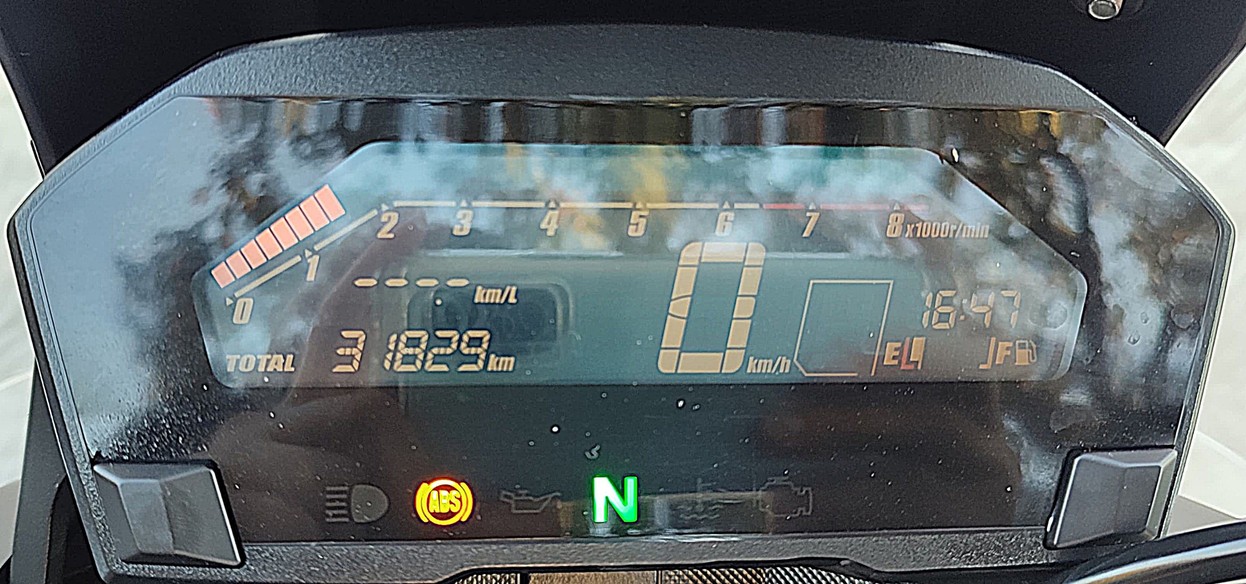 0 1 2 3 4 5 6 7 8 x1000r/min
---- km/L
16:47
TOTAL 31829 km
0 km/h
E F
ABS
N